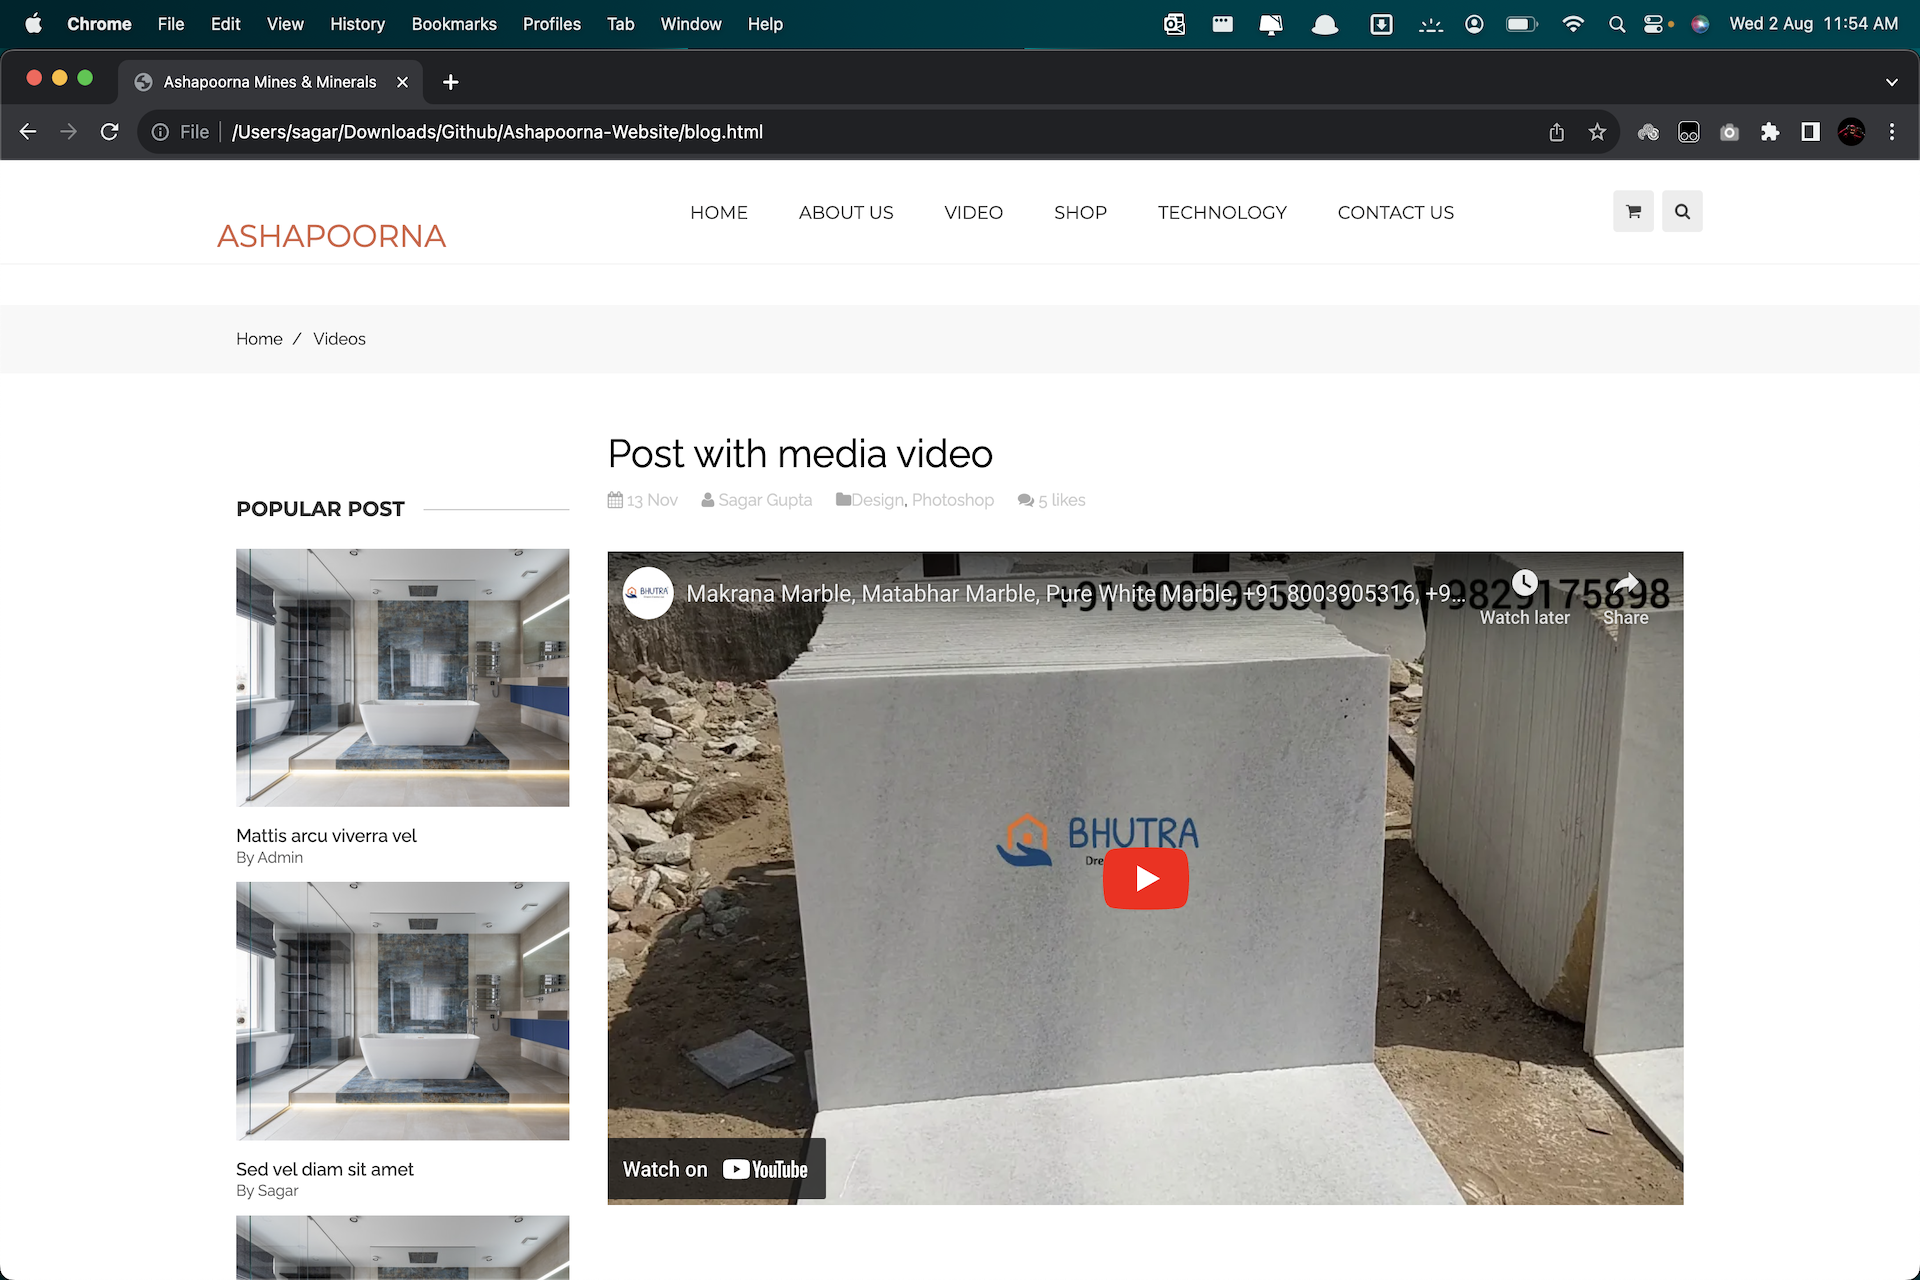 Chrome File Edit View History Bookmarks Profiles Tab Window Help Wed 2 Aug 11:54 AM
Ashapoorna Mines & Minerals
File /Users/sagar/Downloads/Github/Ashapoorna-Website/blog.html
ASHAPOORNA
HOME ABOUT US VIDEO SHOP TECHNOLOGY CONTACT US
Home / Videos
POPULAR POST
Mattis arcu viverra vel
By Admin
Sed vel diam sit amet
By Sagar
Post with media video
13 Nov Sagar Gupta Design, Photoshop 5 likes
BHUTRA
Makrana Marble, Matabhar Marble, Pure White Marble, +91 8003905316, +9...
+91 8003905316 +91 9829175898
Watch later Share
BHUTRA
Dre
Watch on YouTube